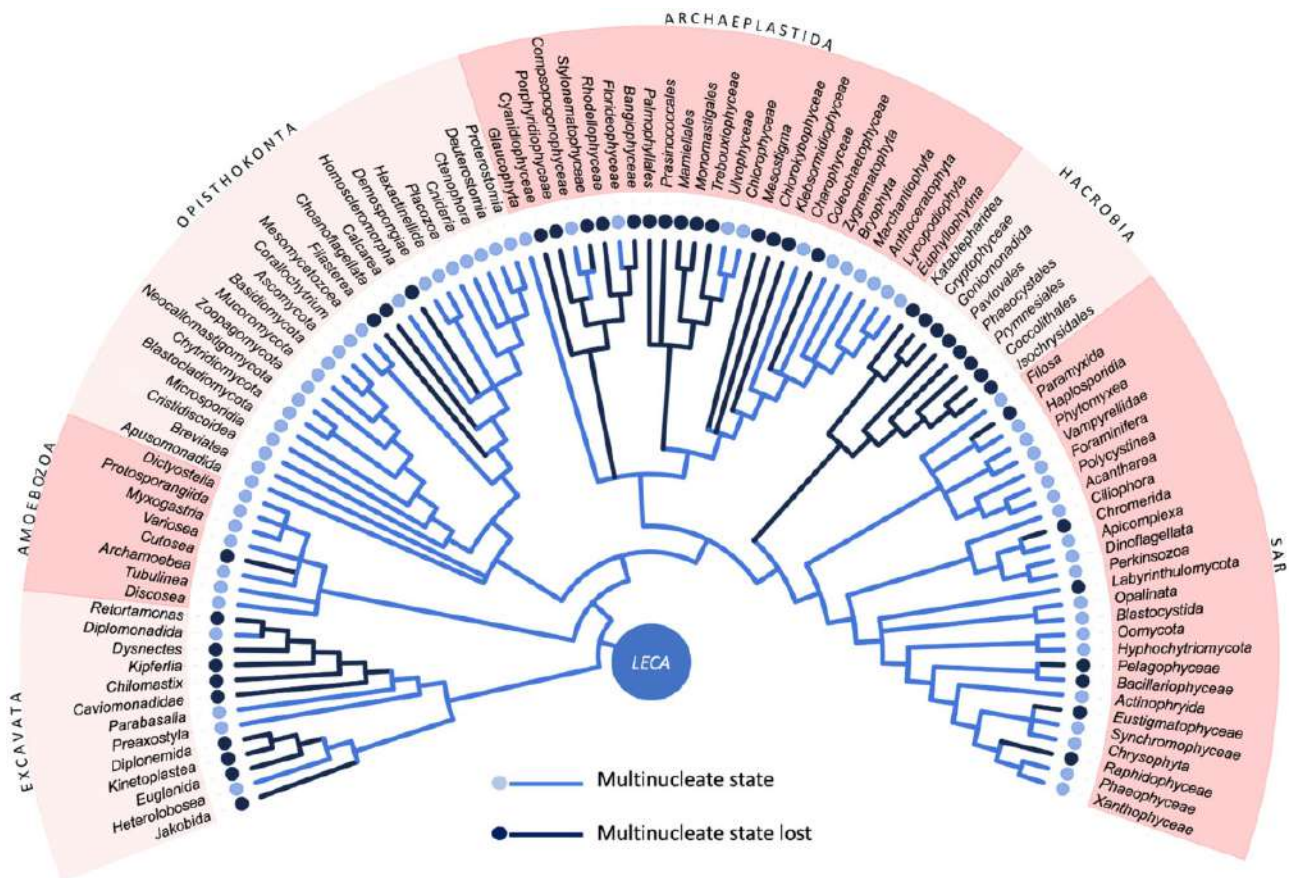 ARCHAEPLASTIDA
OPISTHOKONTA
HACROBIA
AMOEBOZOA
SAR
EXCAVATA
Jakobida
Heterolobosea
Euglenida
Kinetoplastea
Diplonemida
Preaxostyla
Parabasalia
Caviomonadidae
Chilomastix
Kipferlia
Dysnectes
Diplomonadida
Retortamonas
Discosea
Tubulinea
Archamoebea
Cutosea
Variosea
Myxogastria
Protosporangiida
Dictyostelia
Apusomonadida
Breviatea
Cristidiscoidea
Microsporidia
Blastocladiomycota
Chytridiomycota
Neocallomastigomycota
Zoopagomycota
Mucoromycota
Basidiomycota
Ascomycota
Corallochytrium
Mesomycetozoea
Filasterea
Choenoflagellate
Calcarea
Homoscleromorpha
Demospongiae
Hexactinellida
Placozoa
Cnidaria
Ctenophora
Deuterostomia
Proterostomia
Glaucophyta
Cyanidiophyceae
Porphyridiophyceae
Compsopogonophyceae
Stylonematophyceae
Rhodellophyceae
Florideophyceae
Bangiophyceae
Palmophyllales
Prasinococcales
Mamiellales
Monomastigales
Trebouxiophyceae
Ulvophyceae
Chlorophyceae
Mesostigma
Chlorokybophyceae
Klebsormidiophyceae
Charophyceae
Coleochaetophyceae
Zygnematophyta
Bryophyta
Marchantiophyta
Anthoceratophyta
Lycopodiophyta
Euphyllophytina
Katablepharidea
Cryptophyceae
Goniomonadida
Pavlovales
Phaeocystales
Prymnesiales
Coccolithales
Isochrysidales
Filosa
Paramyxida
Haplosporidia
Phytomyxea
Vampyrellidae
Foraminifera
Polycystinea
Acantharea
Ciliophora
Chromerida
Apicomplexa
Dinoflagellata
Perkinsozoa
Labyrinthulomycota
Opalinata
Blastocystida
Oomycota
Hyphochytriomycota
Pelagophyceae
Bacillariophyceae
Actinophryida
Eustigmatophyceae
Synchromophyceae
Chrysophyta
Raphidophyceae
Phaeophyceae
Xanthophyceae
LECA
Multinucleate state
Multinucleate state lost